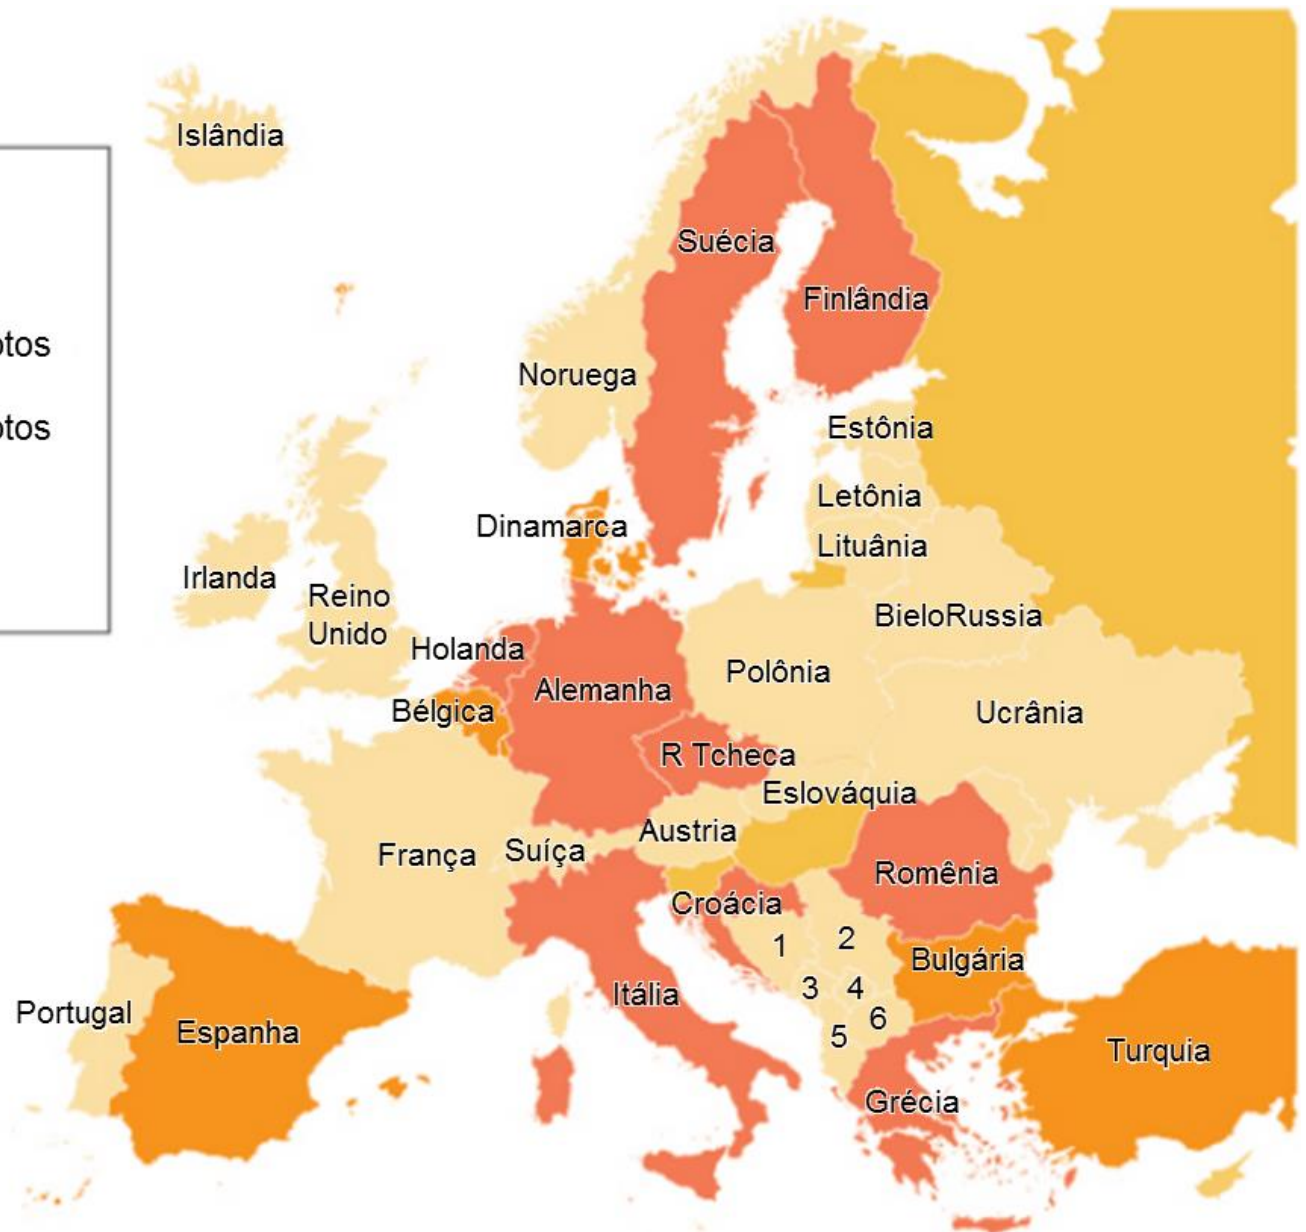 Islândia
otos
otos
Suécia
Finlândia
Noruega
Estônia
Letônia
Dinamarca
Lituânia
Irlanda
Reino
Unido
BieloRussia
Holanda
Polônia
Alemanha
Bélgica
Ucrânia
R Tcheca
Eslováquia
Austria
Suíça
França
Romênia
Croácia
1
2
Bulgária
3
4
Itália
Portugal
Espanha
5
6
Turquia
Grécia